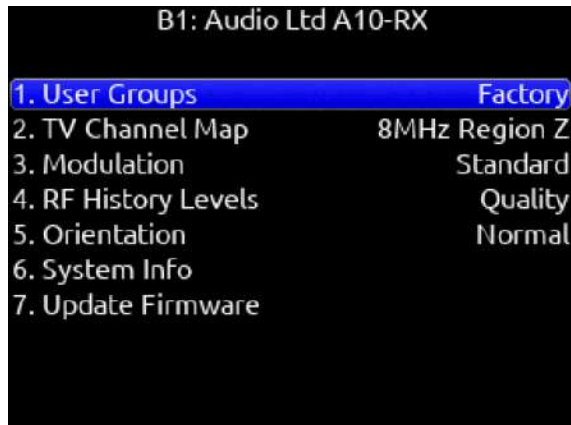 B1: Audio Ltd A10-RX
1. User Groups Factory
2. TV Channel Map 8MHz Region Z
3. Modulation Standard
4. RF History Levels Quality
5. Orientation Normal
6. System Info
7. Update Firmware